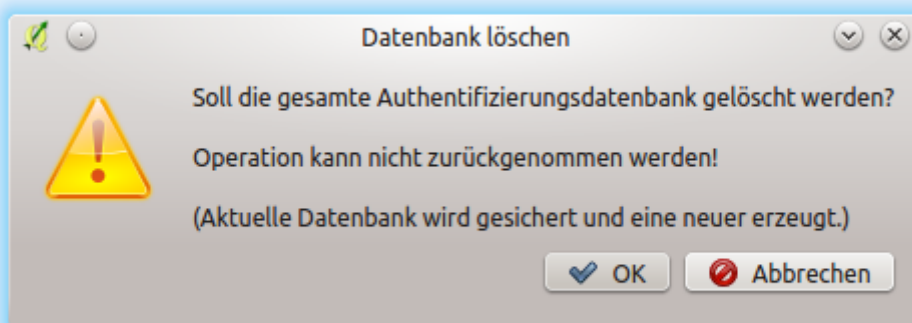 Datenbank löschen
Soll die gesamte Authentifizierungsdatenbank gelöscht werden?
Operation kann nicht zurückgenommen werden!
(Aktuelle Datenbank wird gesichert und eine neuer erzeugt.)
OK
Abbrechen